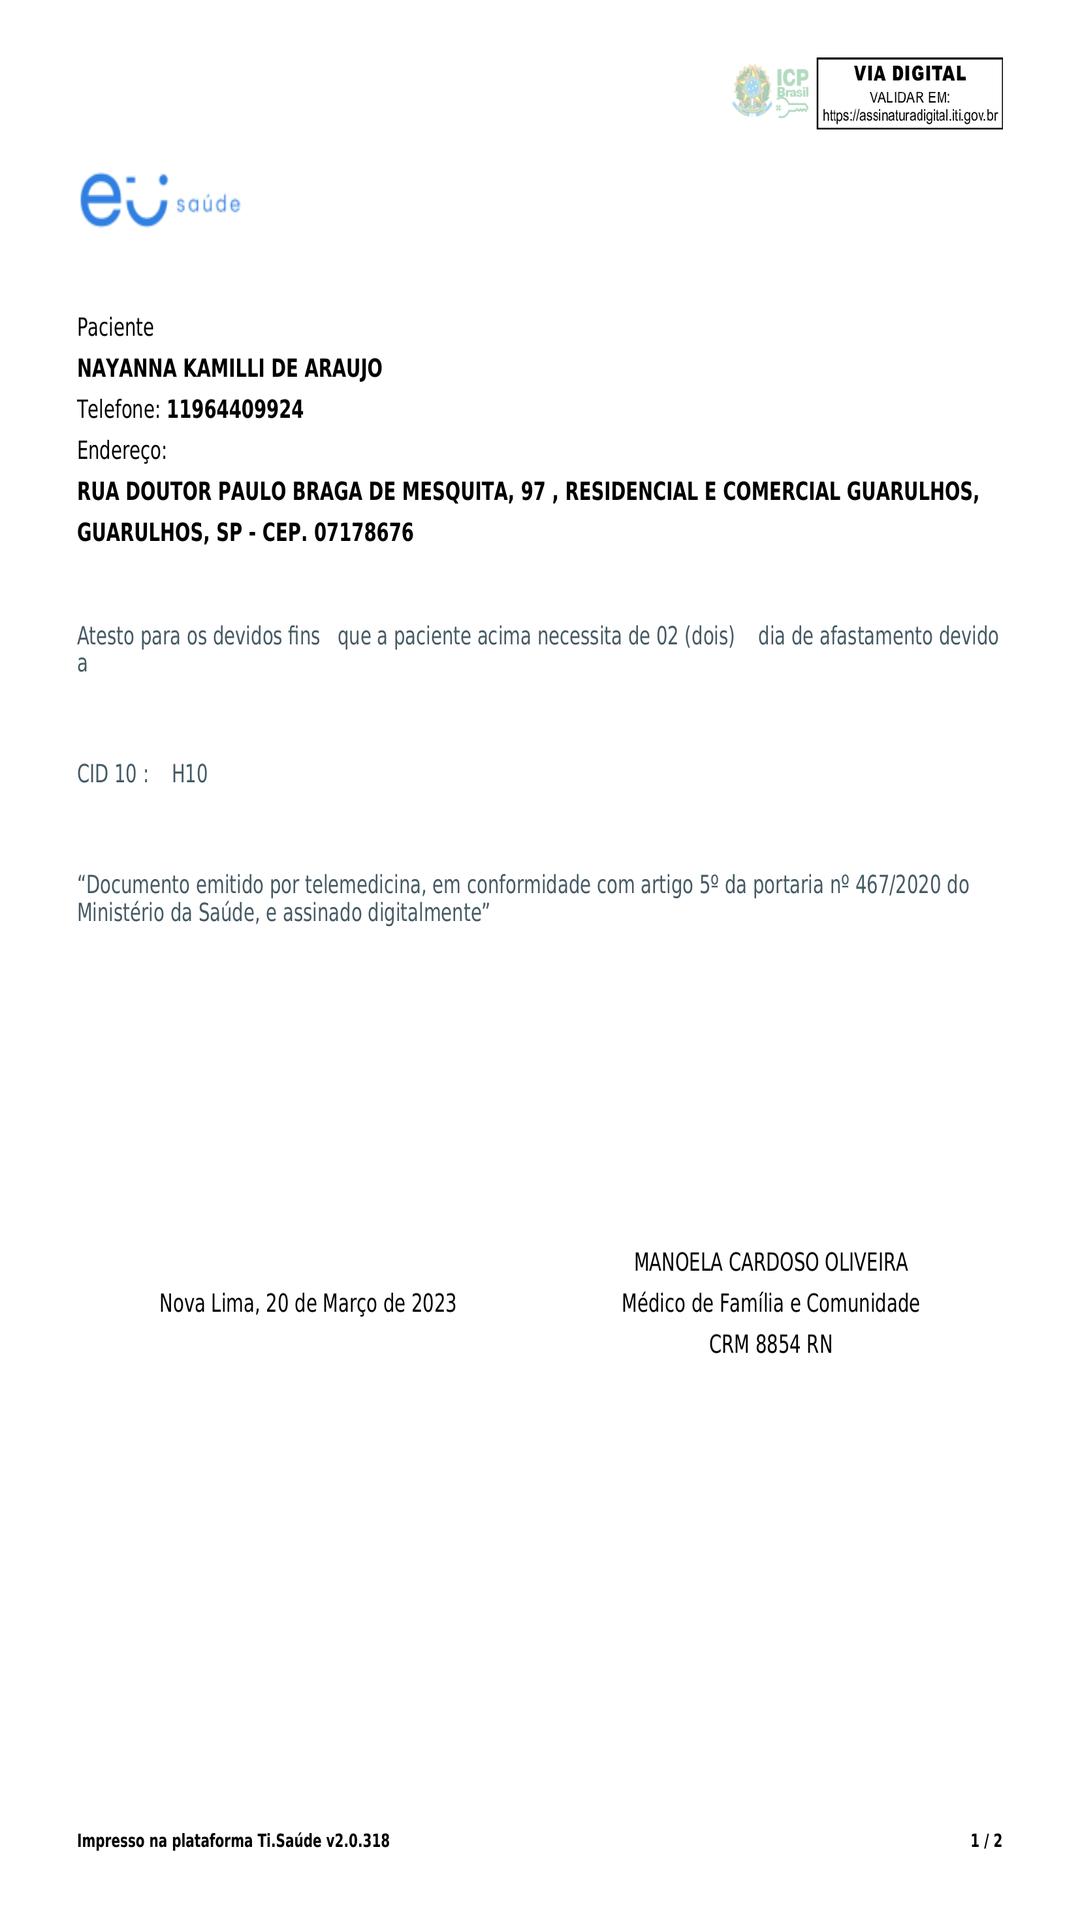 ICP
Brasil
VIA DIGITAL
VALIDAR EM:
https://assinaturadigital.iti.gov.br
eu saúde
Paciente
NAYANNA KAMILLI DE ARAUJO
Telefone: 11964409924
Endereço:
RUA DOUTOR PAULO BRAGA DE MESQUITA, 97 , RESIDENCIAL E COMERCIAL GUARULHOS,
GUARULHOS, SP - CEP. 07178676
Atesto para os devidos fins que a paciente acima necessita de 02 (dois) dia de afastamento devido
a
CID 10 : H10
“Documento emitido por telemedicina, em conformidade com artigo 5º da portaria nº 467/2020 do
Ministério da Saúde, e assinado digitalmente”
MANOELA CARDOSO OLIVEIRA
Nova Lima, 20 de Março de 2023
Médico de Família e Comunidade
CRM 8854 RN
Impresso na plataforma Ti.Saúde v2.0.318
1 / 2